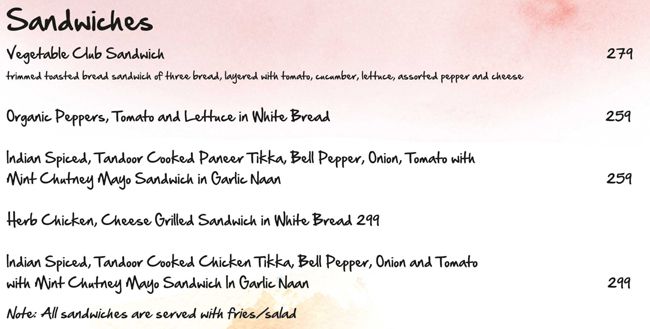 Sandwiches
Vegetable Club Sandwich 279
trimmed toasted bread sandwich of three bread, layered with tomato, cucumber, lettuce, assorted pepper and cheese
Organic Peppers, Tomato and Lettuce in White Bread 259
Indian Spiced, Tandoor Cooked Paneer Tikka, Bell Pepper, Onion, Tomato with
Mint Chutney Mayo Sandwich in Garlic Naan 259
Herb Chicken, Cheese Grilled Sandwich in White Bread 299
Indian Spiced, Tandoor Cooked Chicken Tikka, Bell Pepper, Onion and Tomato
with Mint Chutney Mayo Sandwich In Garlic Naan 299
Note: All sandwiches are served with fries/salad